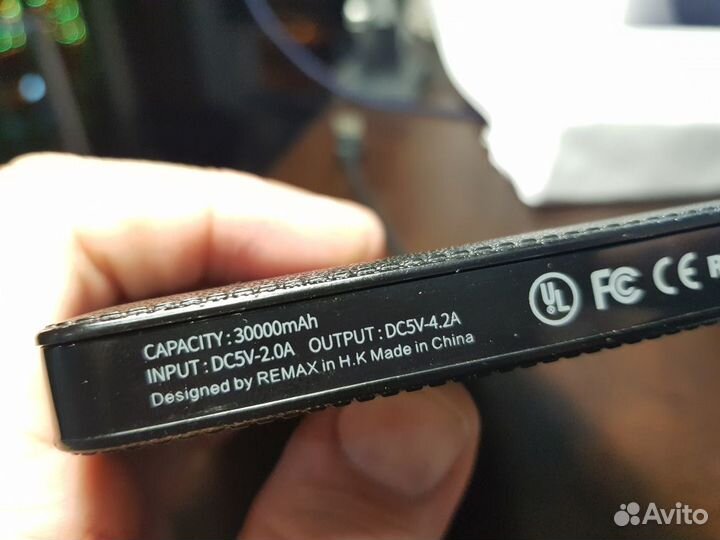 CAPACITY : 30000mAh
INPUT : DC5V-2.0A OUTPUT : DC5V-4.2A
Designed by REMAX in H.K Made in China
UL FC CE R
Avito